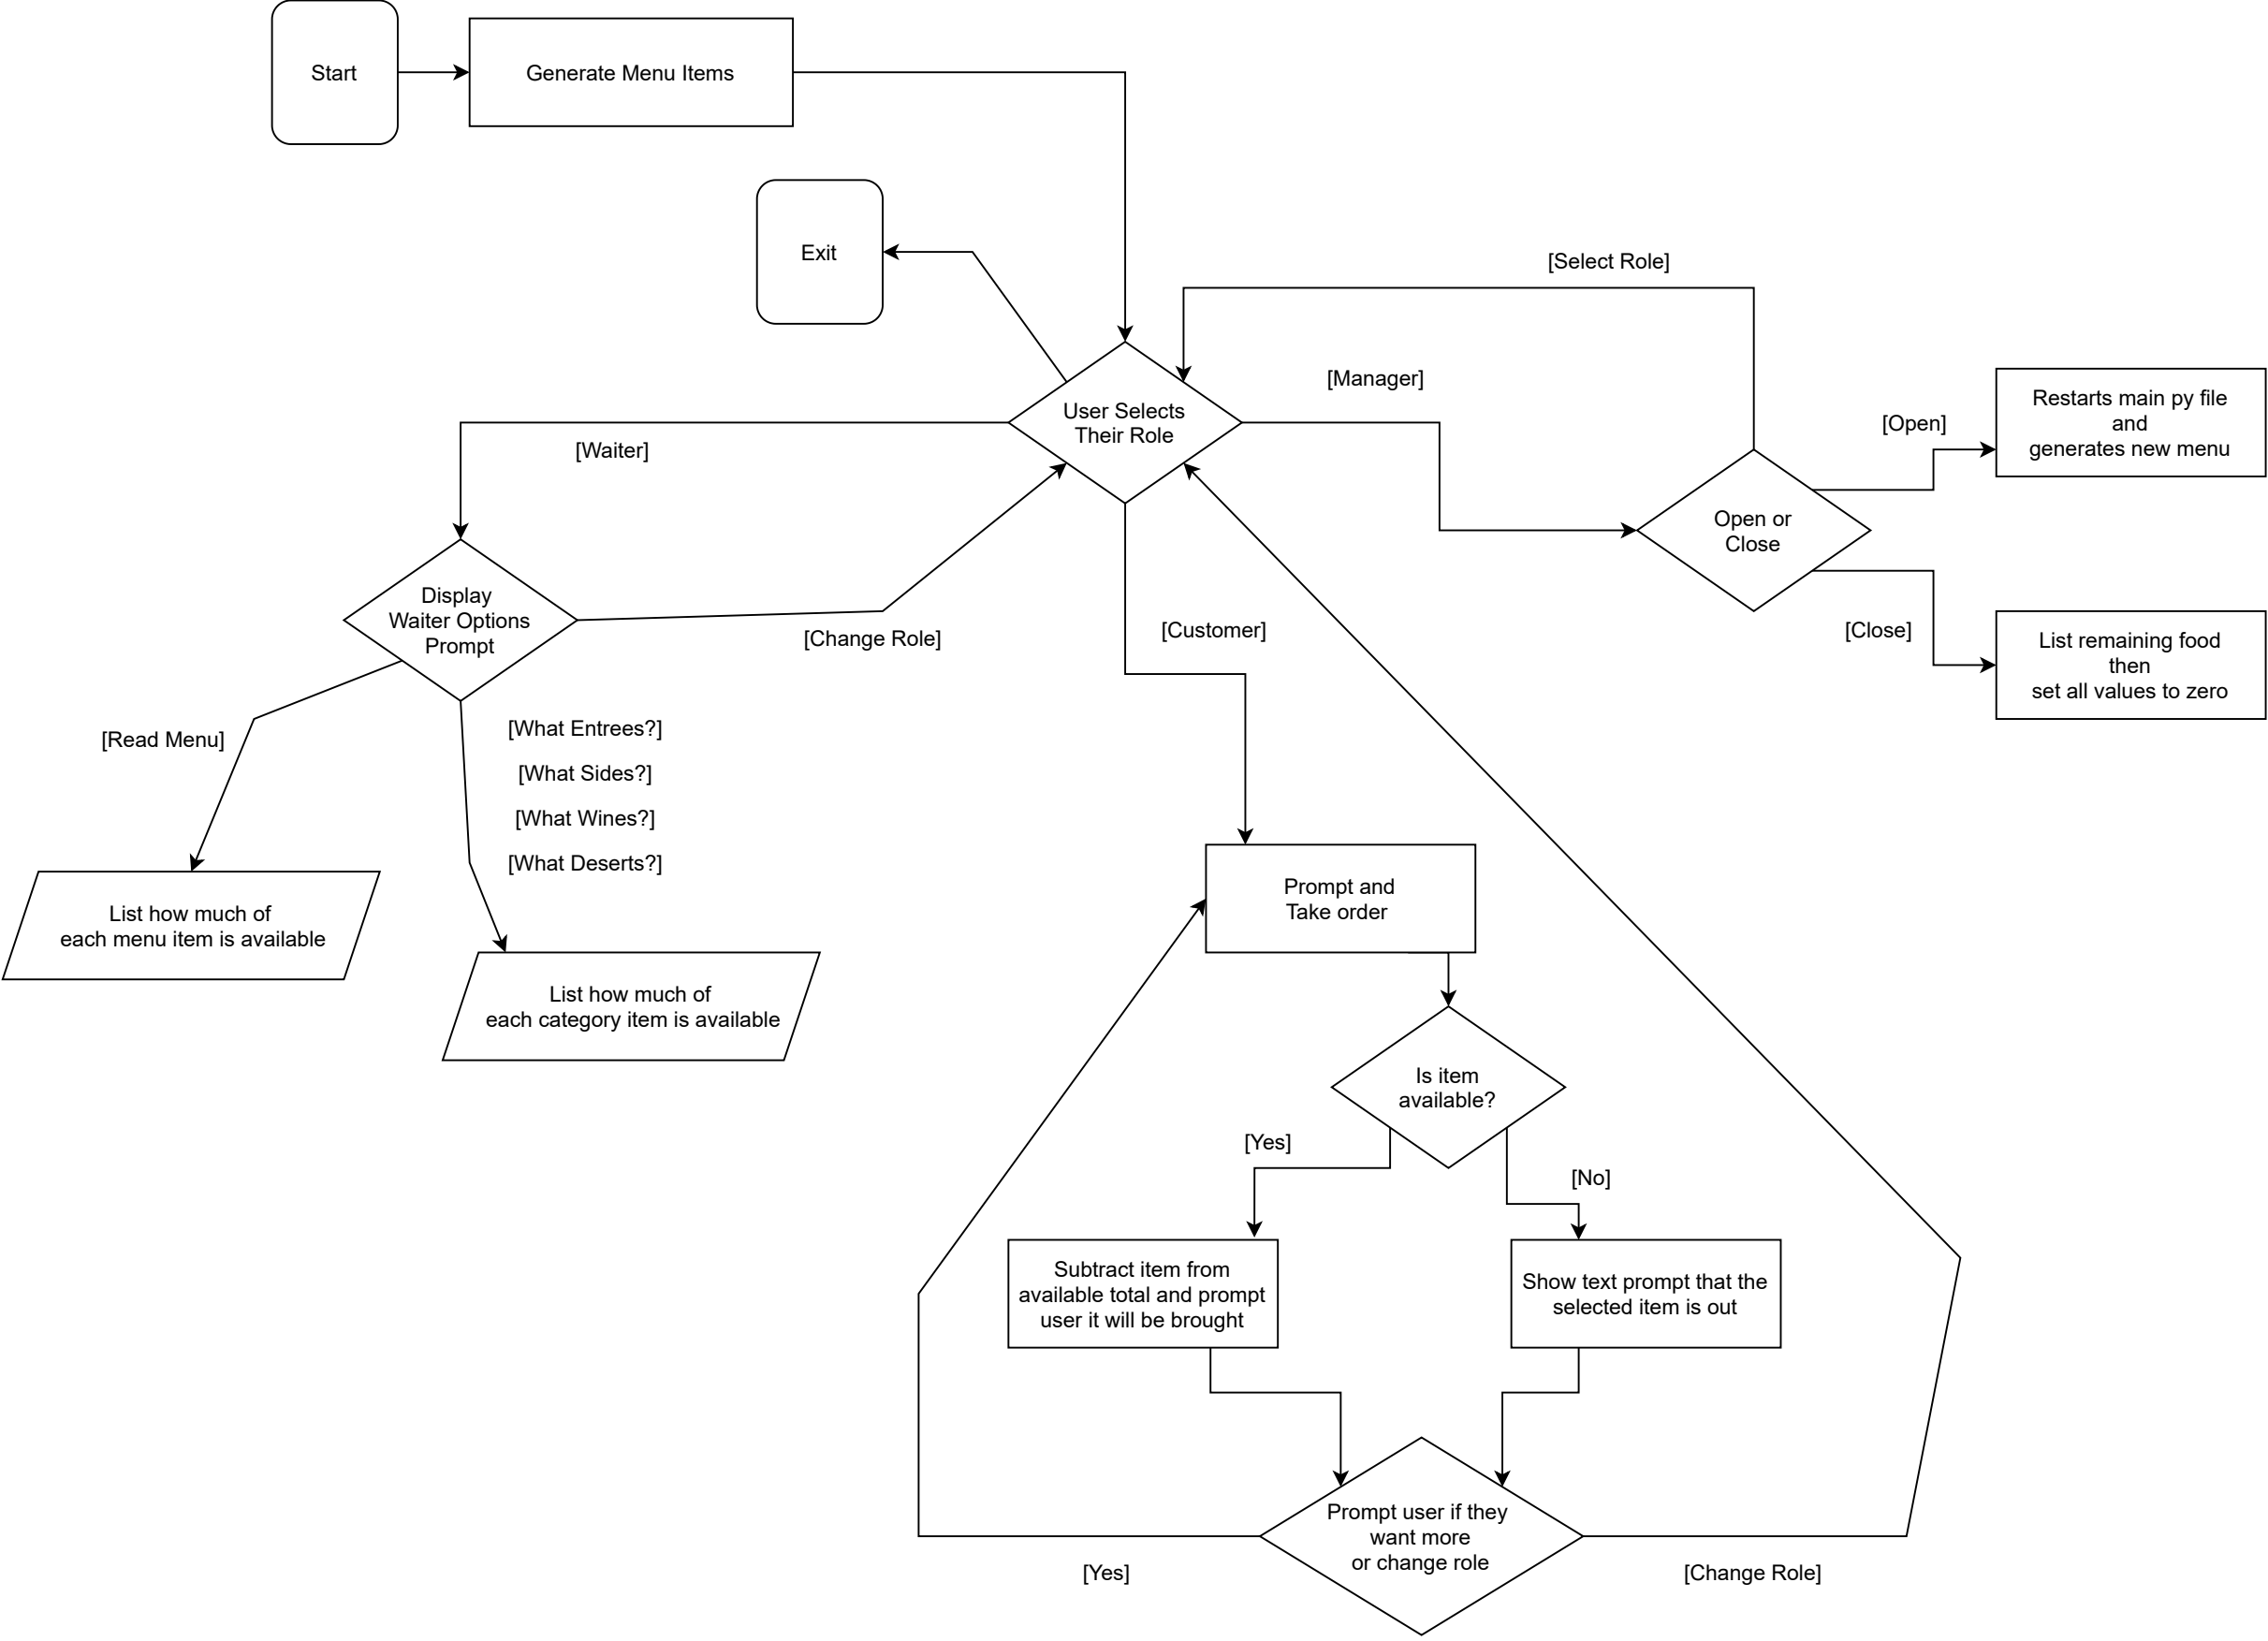 Start
Generate Menu Items
Exit
[Select Role]
[Manager]
User Selects
Their Role
[Waiter]
[Open]
Restarts main py file
and
generates new menu
Open or
Close
Display
Waiter Options
Prompt
[Change Role]
[Customer]
[Close]
List remaining food
then
set all values to zero
[Read Menu]
[What Entrees?]
[What Sides?]
[What Wines?]
[What Deserts?]
List how much of
each menu item is available
List how much of
each category item is available
Prompt and
Take order
Is item
available?
[Yes]
[No]
Subtract item from
available total and prompt
user it will be brought
Show text prompt that the
selected item is out
Prompt user if they
want more
or change role
[Yes]
[Change Role]